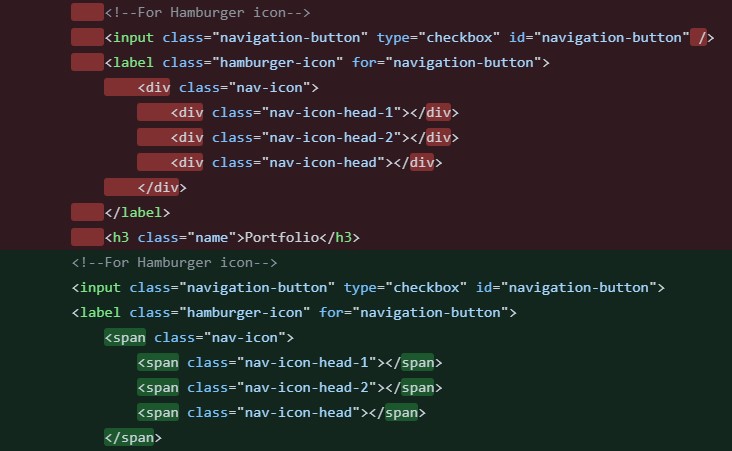 <!--For Hamburger icon-->
<input class="navigation-button" type="checkbox" id="navigation-button" />
<label class="hamburger-icon" for="navigation-button">
<div class="nav-icon">
<div class="nav-icon-head-1"></div>
<div class="nav-icon-head-2"></div>
<div class="nav-icon-head"></div>
</div>
</label>
<h3 class="name">Portfolio</h3>
<!--For Hamburger icon-->
<input class="navigation-button" type="checkbox" id="navigation-button">
<label class="hamburger-icon" for="navigation-button">
<span class="nav-icon">
<span class="nav-icon-head-1"></span>
<span class="nav-icon-head-2"></span>
<span class="nav-icon-head"></span>
</span>